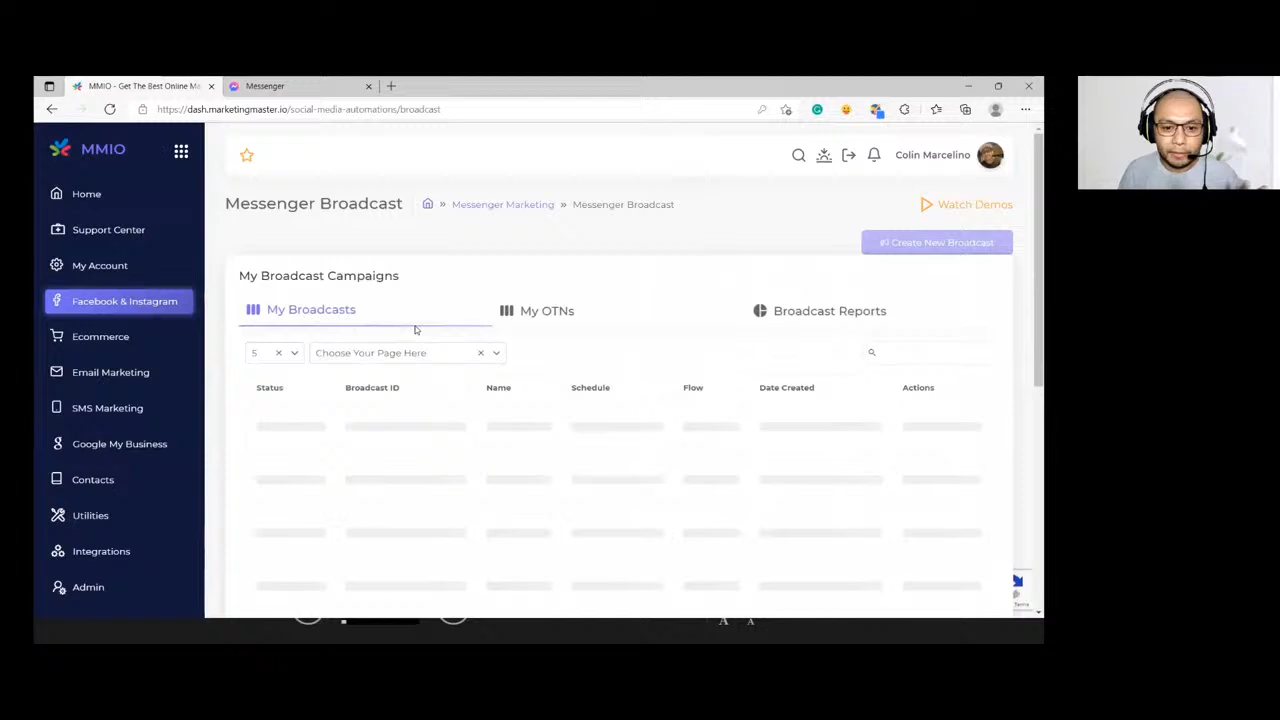 MMIO - Get The Best Online Ma
Messenger
https://dash.marketingmaster.io/social-media-automations/broadcast
MMIO
Colin Marcelino
Home
Support Center
My Account
Facebook & Instagram
Ecommerce
Email Marketing
SMS Marketing
Google My Business
Contacts
Utilities
Integrations
Admin
Messenger Broadcast
» Messenger Marketing » Messenger Broadcast
Watch Demos
Create New Broadcast
My Broadcast Campaigns
My Broadcasts
My OTNs
Broadcast Reports
5
Choose Your Page Here
Status Broadcast ID Name Schedule Flow Date Created Actions
Terms
A A